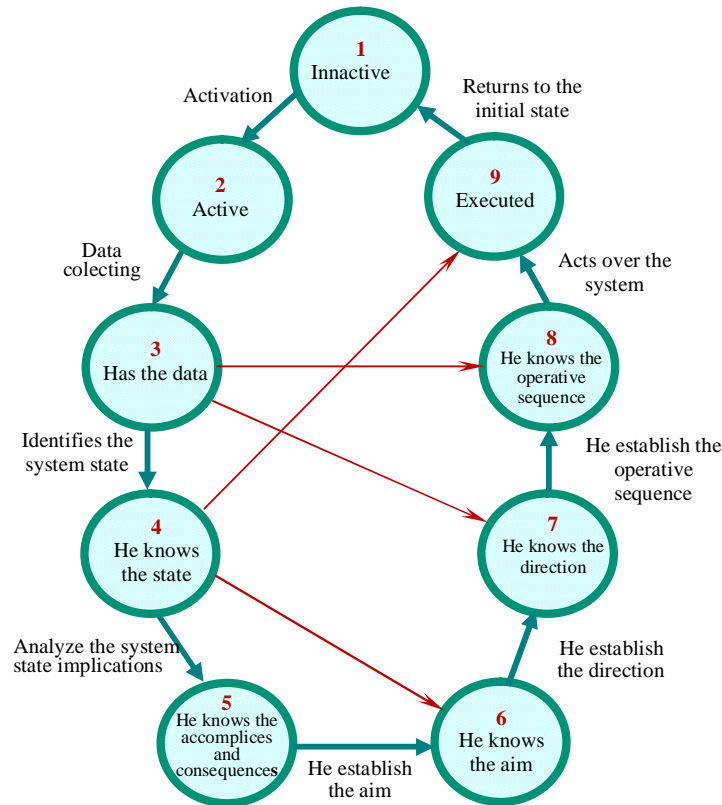 1
Innactive
Activation
Returns to the
initial state
2
Active
9
Executed
Data
colecting
Acts over the
system
3
Has the data
8
He knows the
operative
sequence
Identifies the
system state
He establish the
operative
sequence
4
He knows
the state
7
He knows the
direction
Analyze the system
state implications
He establish
the direction
5
He knows the
accomplices
and
consequences
6
He knows
the aim
He establish
the aim